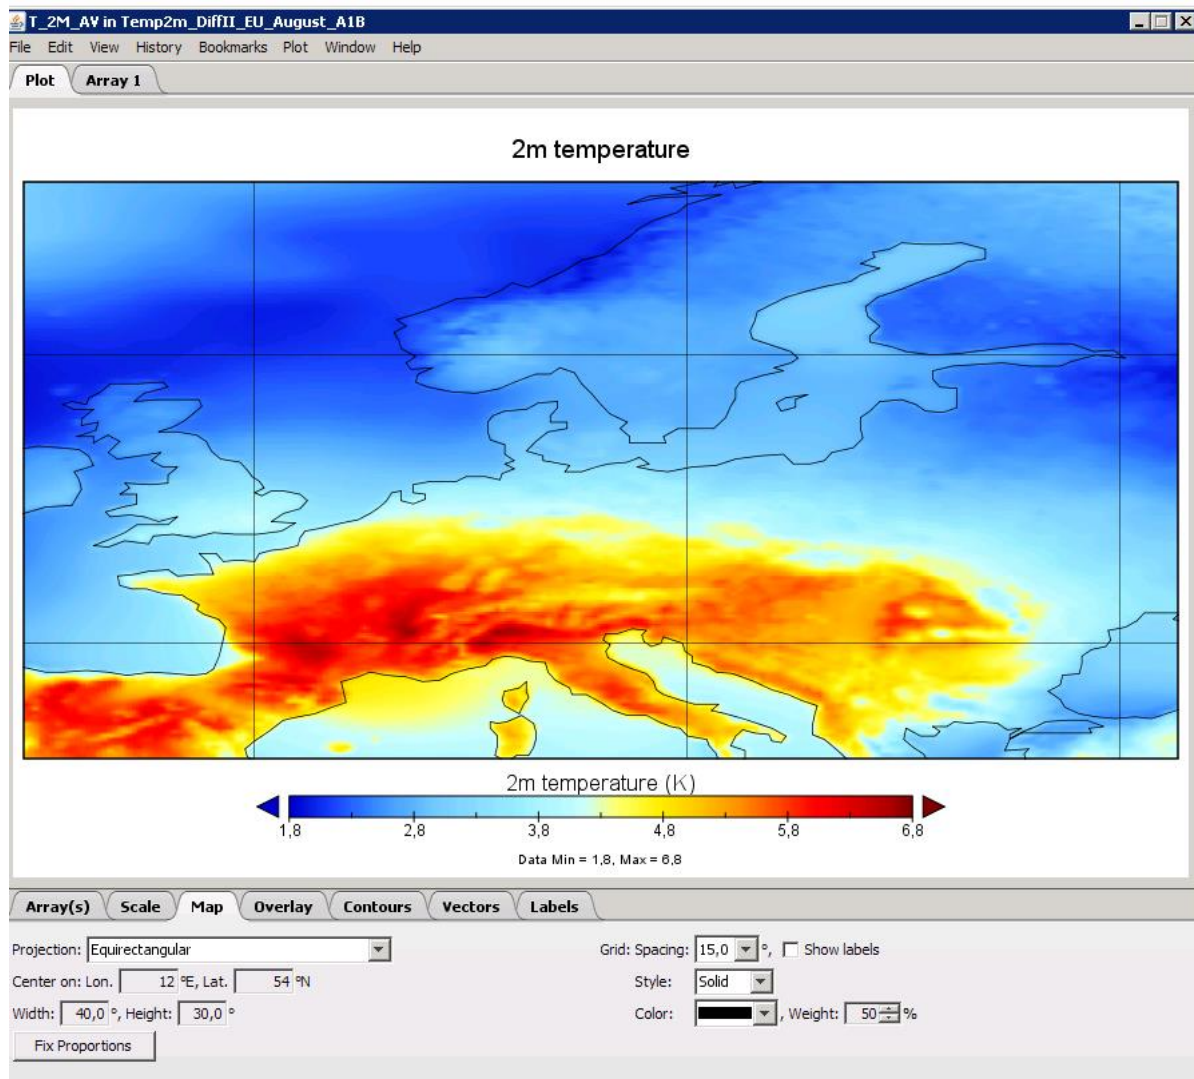 T_2M_AV in Temp2m_DiffII_EU_August_A1B
File Edit View History Bookmarks Plot Window Help
Plot Array 1
2m temperature
2m temperature (K)
1,8 2,8 3,8 4,8 5,8 6,8
Data Min = 1,8, Max = 6,8
Array(s) Scale Map Overlay Contours Vectors Labels
Projection: Equirectangular Grid: Spacing: 15,0 °, Show labels
Center on: Lon. 12 °E, Lat. 54 °N Style: Solid
Width: 40,0 °, Height: 30,0 ° Color: , Weight: 50 %
Fix Proportions